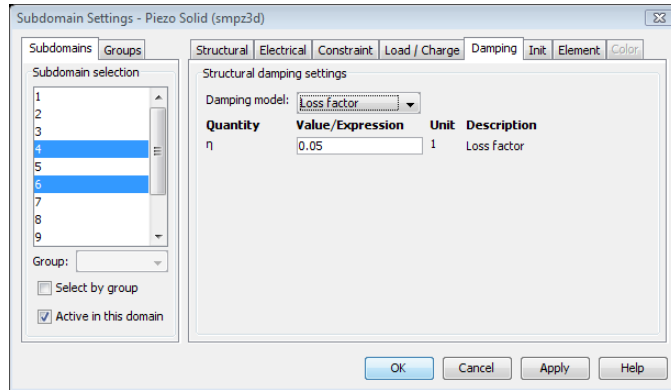 Subdomain Settings - Piezo Solid (smpz3d)
Subdomains Groups
Structural Electrical Constraint Load / Charge Damping Init Element Color
Subdomain selection
1
2
3
4
5
6
7
8
9
Group:
Select by group
Active in this domain
Structural damping settings
Damping model: Loss factor
Quantity Value/Expression Unit Description
η 0.05 1 Loss factor
OK Cancel Apply Help